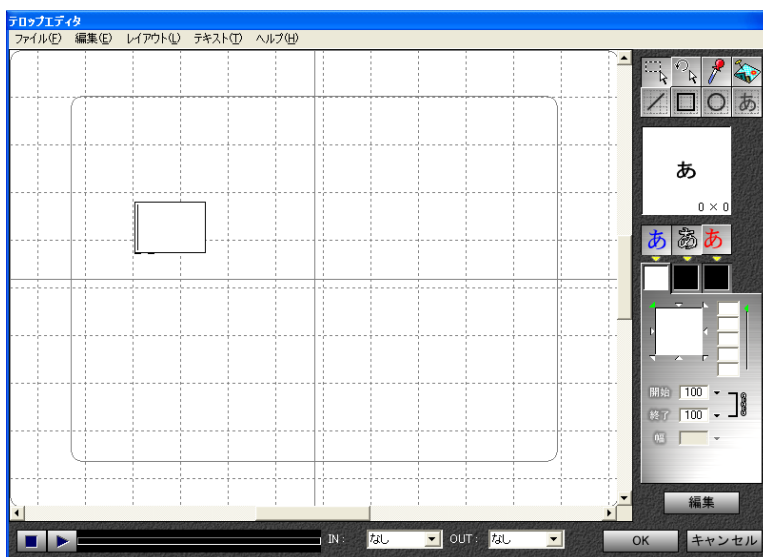 テロップエディタ
ファイル(F) 編集(E) レイアウト(L) テキスト(T) ヘルプ(H)
あ
あ
0 × 0
あ あ あ
開始 100
終了 100
幅
編集
IN : なし OUT : なし OK キャンセル